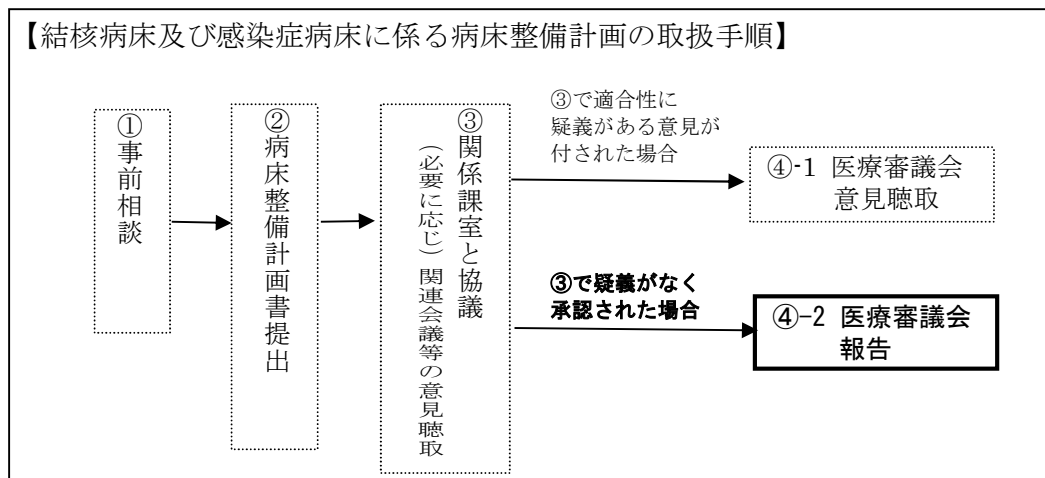 【結核病床及び感染症病床に係る病床整備計画の取扱手順】
①事前相談
②病床整備計画書提出
③関係課室と協議
（必要に応じ）関連会議等の意見聴取
③で適合性に
疑義がある意見が
付された場合
④-1 医療審議会
意見聴取
③で疑義がなく
承認された場合
④-2 医療審議会
報告